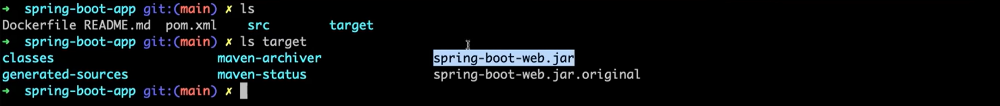 ➜ spring-boot-app git:(main) ✗ ls
Dockerfile README.md pom.xml src target
➜ spring-boot-app git:(main) ✗ ls target
classes maven-archiver spring-boot-web.jar
generated-sources maven-status spring-boot-web.jar.original
➜ spring-boot-app git:(main) ✗